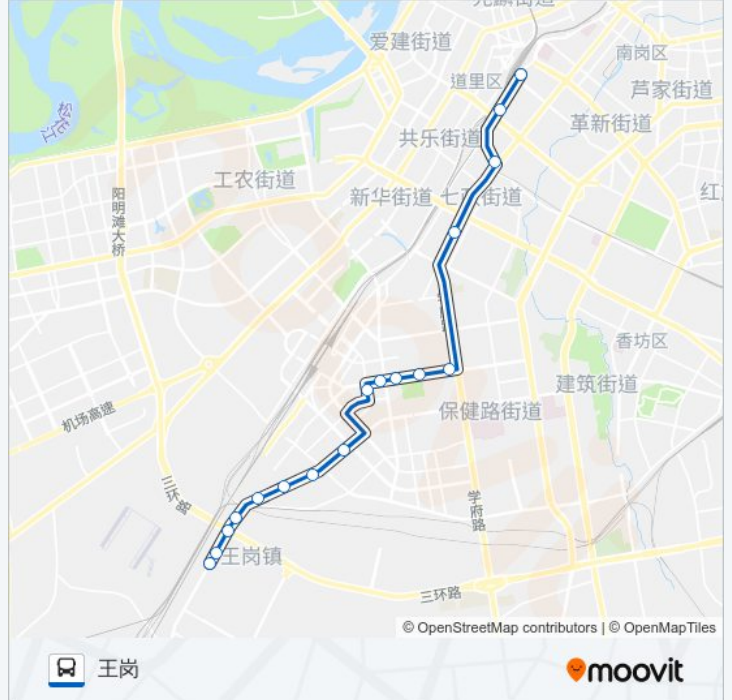 爱建街道
南岗区
道里区
芦家街道
松花江
革新街道
共乐街道
工农街道
阳明滩大桥
新华街道
街道
红
香坊区
建筑街道
机场高速
保健路街道
三环路
学府路
王岗镇
三环路
© OpenStreetMap contributors | © OpenMapTiles
王岗
moovit